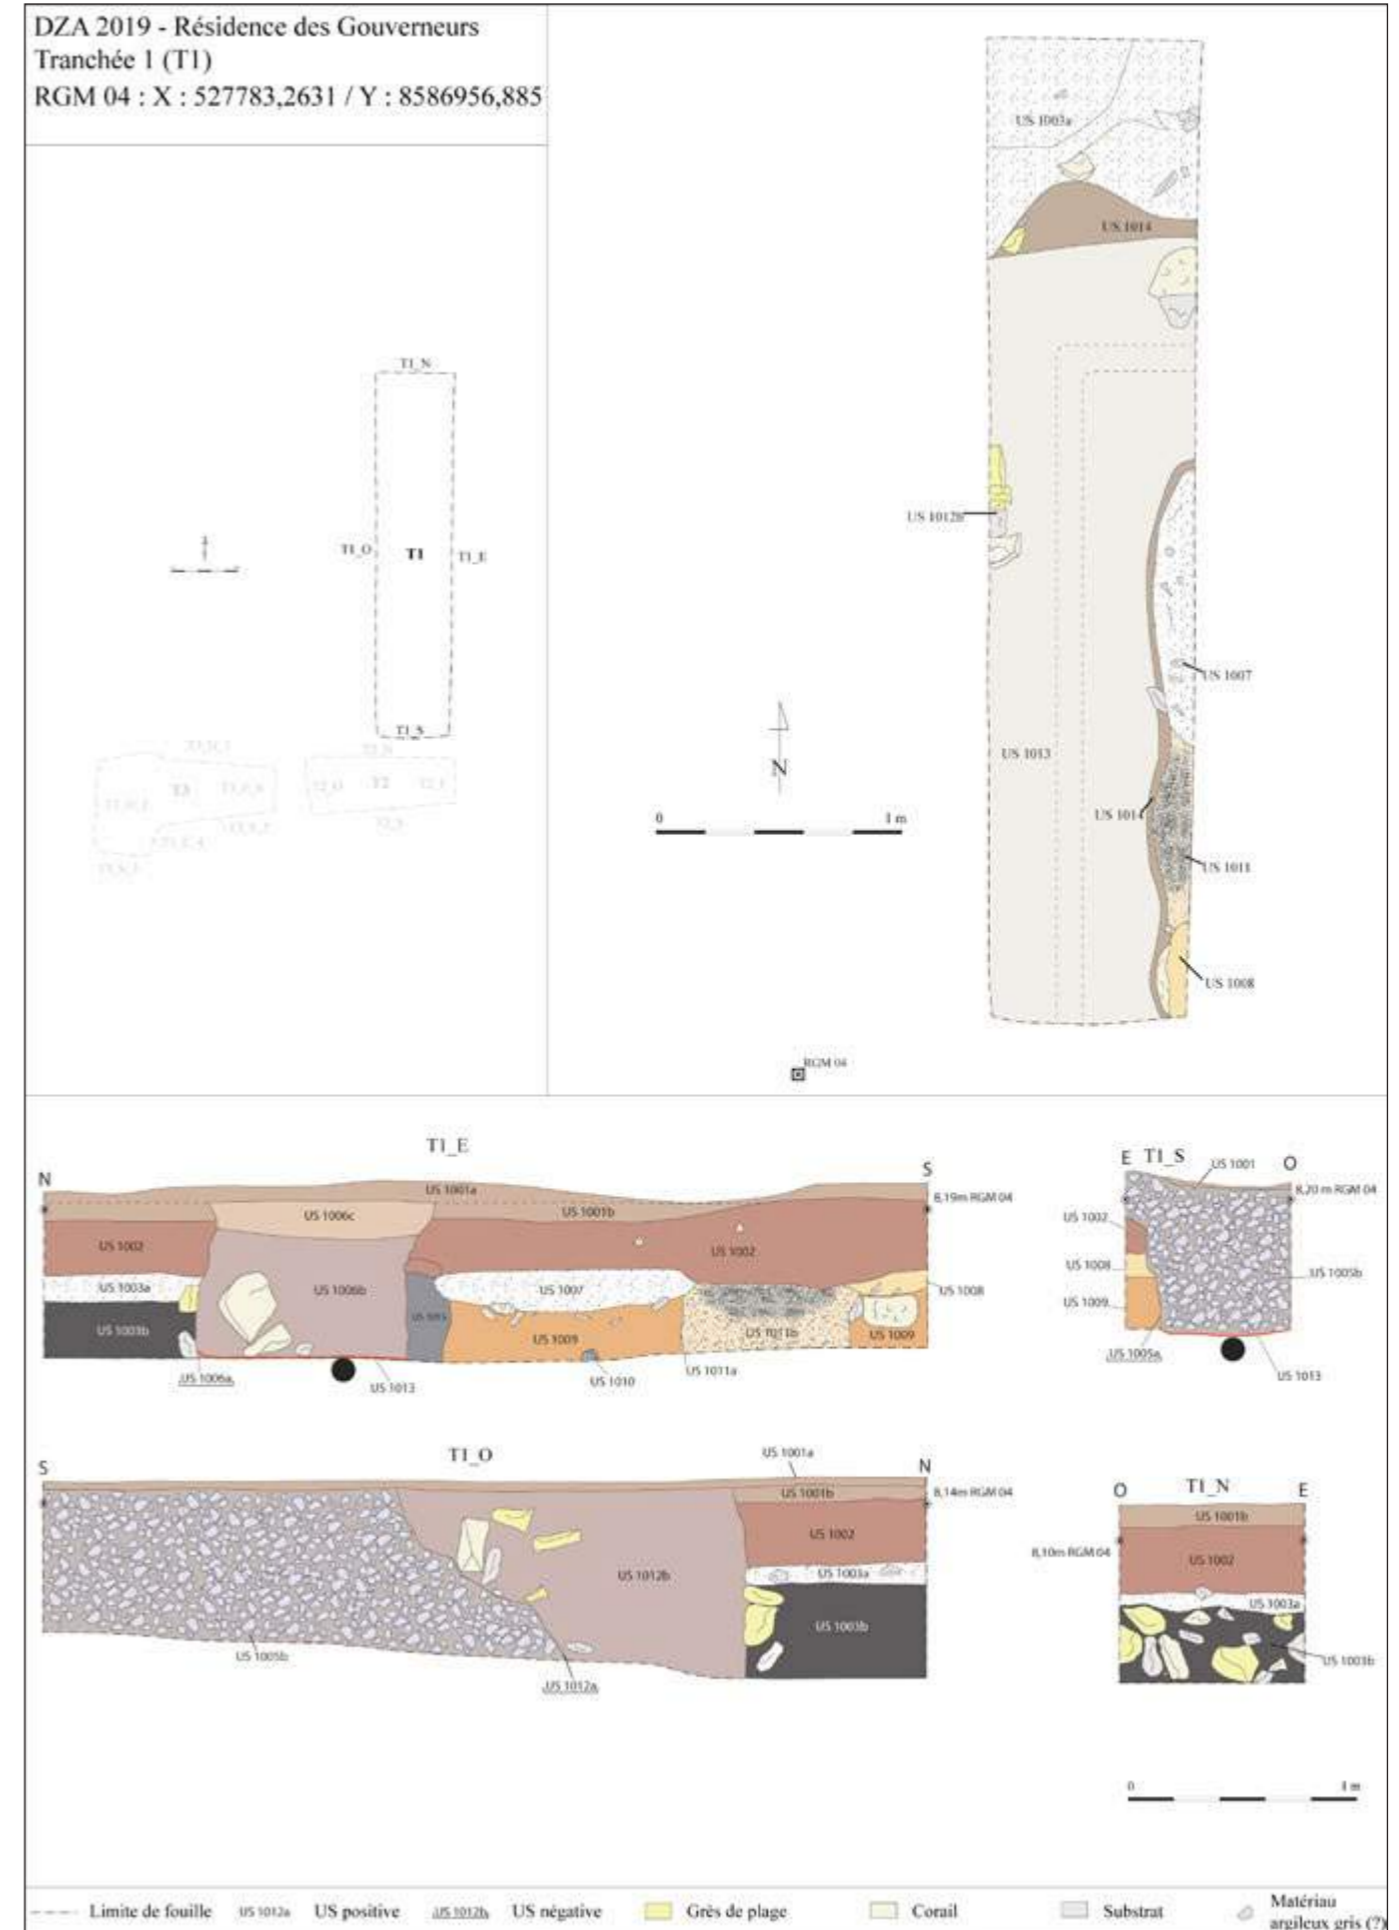 DZA 2019 - Résidence des Gouverneurs
Tranchée 1 (T1)
RGM 04 : X : 527783,2631 / Y : 8586956,885
T1_N
T1_O
T1
T1_E
T1_S
T3
T2_N
T2_O
T2
T2_E
T2_S
US 1003a
US 1014
US 1012b
US 1007
US 1013
US 1014
US 1011
US 1008
N
0
1 m
RGM 04
T1_E
N
S
US 1001a
US 1001b
US 1006c
8,19m RGM 04
US 1002
US 1002
US 1003a
US 1006b
US 1007
US 1008
US 1003b
US 1009
US 1011b
US 1009
US 1006a
US 1013
US 1010
US 1011a
E
T1_S
O
US 1001
8,20 m RGM 04
US 1002
US 1008
US 1005b
US 1009
US 1005a
US 1013
T1_O
S
N
US 1001a
US 1001b
8,14m RGM 04
US 1002
US 1003a
US 1012b
US 1003b
US 1005b
US 1012a
T1_N
O
E
US 1001b
8,10m RGM 04
US 1002
US 1003a
US 1003b
0
1 m
Limite de fouille
US 1012a
US positive
US 1012b
US négative
Grès de plage
Corail
Substrat
Matériau
argileux gris (?)